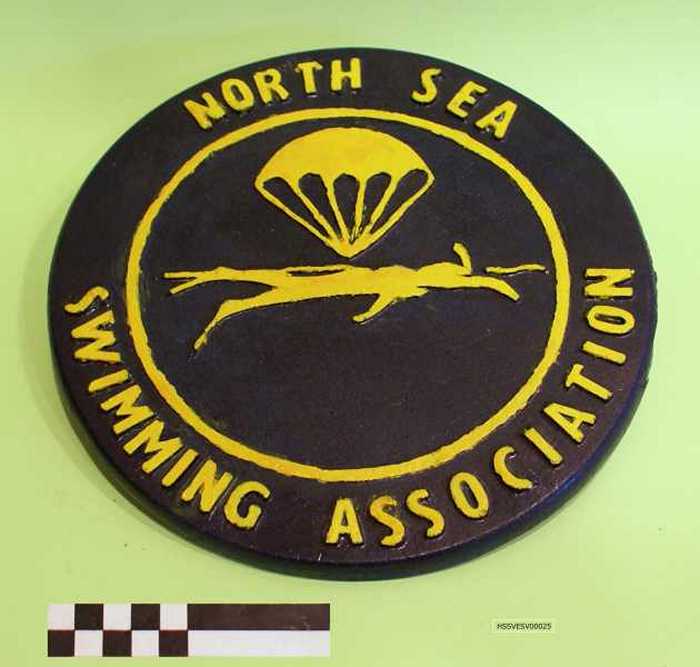 NORTH SEA
SWIMMING ASSOCIATION
HSSVESV00025